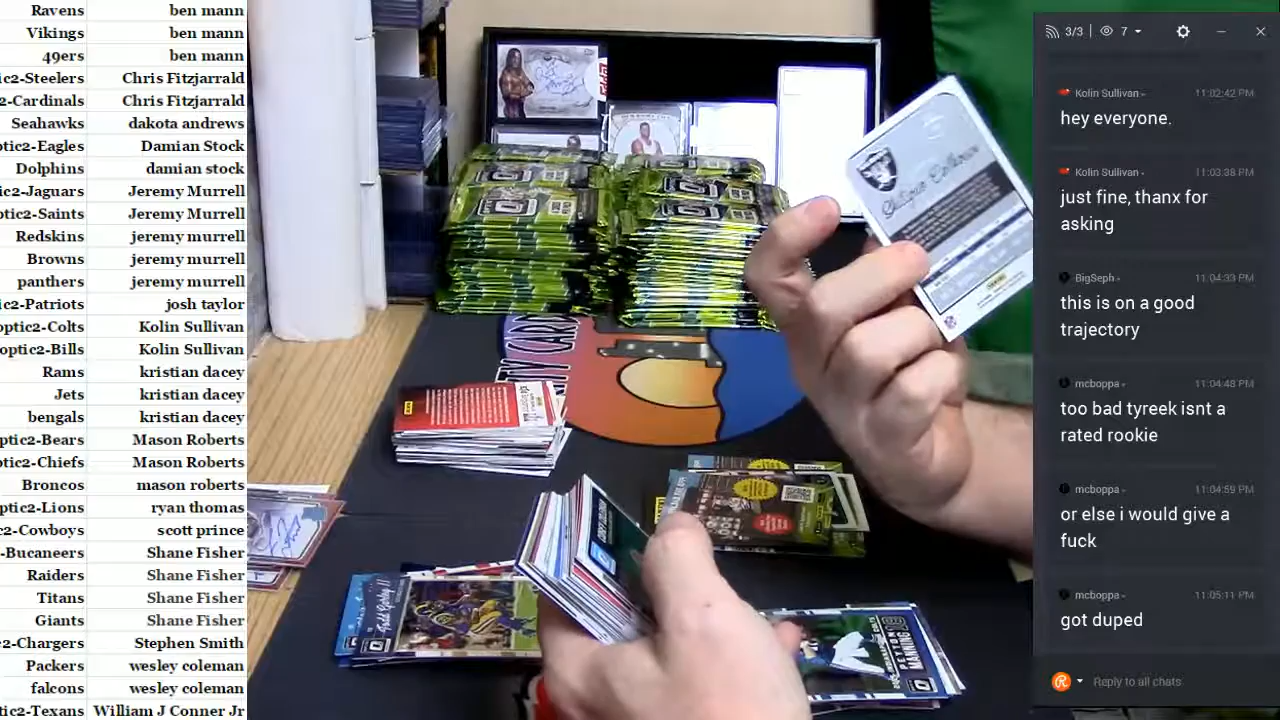 Ravens ben mann
Vikings ben mann
49ers ben mann
tic2-Steelers Chris Fitzjarrald
2-Cardinals Chris Fitzjarrald
Seahawks dakota andrews
ptic2-Eagles Damian Stock
Dolphins damian stock
tic2-Jaguars Jeremy Murrell
ptic2-Saints Jeremy Murrell
Redskins jeremy murrell
Browns jeremy murrell
panthers jeremy murrell
tic2-Patriots josh taylor
optic2-Colts Kolin Sullivan
optic2-Bills Kolin Sullivan
Rams kristian dacey
Jets kristian dacey
bengals kristian dacey
ptic2-Bears Mason Roberts
tic2-Chiefs Mason Roberts
Broncos mason roberts
ptic2-Lions ryan thomas
c2-Cowboys scott prince
-Bucaneers Shane Fisher
Raiders Shane Fisher
Titans Shane Fisher
Giants Shane Fisher
c2-Chargers Stephen Smith
Packers wesley coleman
falcons wesley coleman
tic2-Texans William J Conner Jr
TY CARD
PEYTON
MANNING
3/3 7
Kolin Sullivan 11:02:42 PM
hey everyone.
Kolin Sullivan 11:03:38 PM
just fine, thanx for
asking
BigSeph 11:04:33 PM
this is on a good
trajectory
mcboppa 11:04:48 PM
too bad tyreek isnt a
rated rookie
mcboppa 11:04:59 PM
or else i would give a
fuck
mcboppa 11:05:11 PM
got duped
Reply to all chats